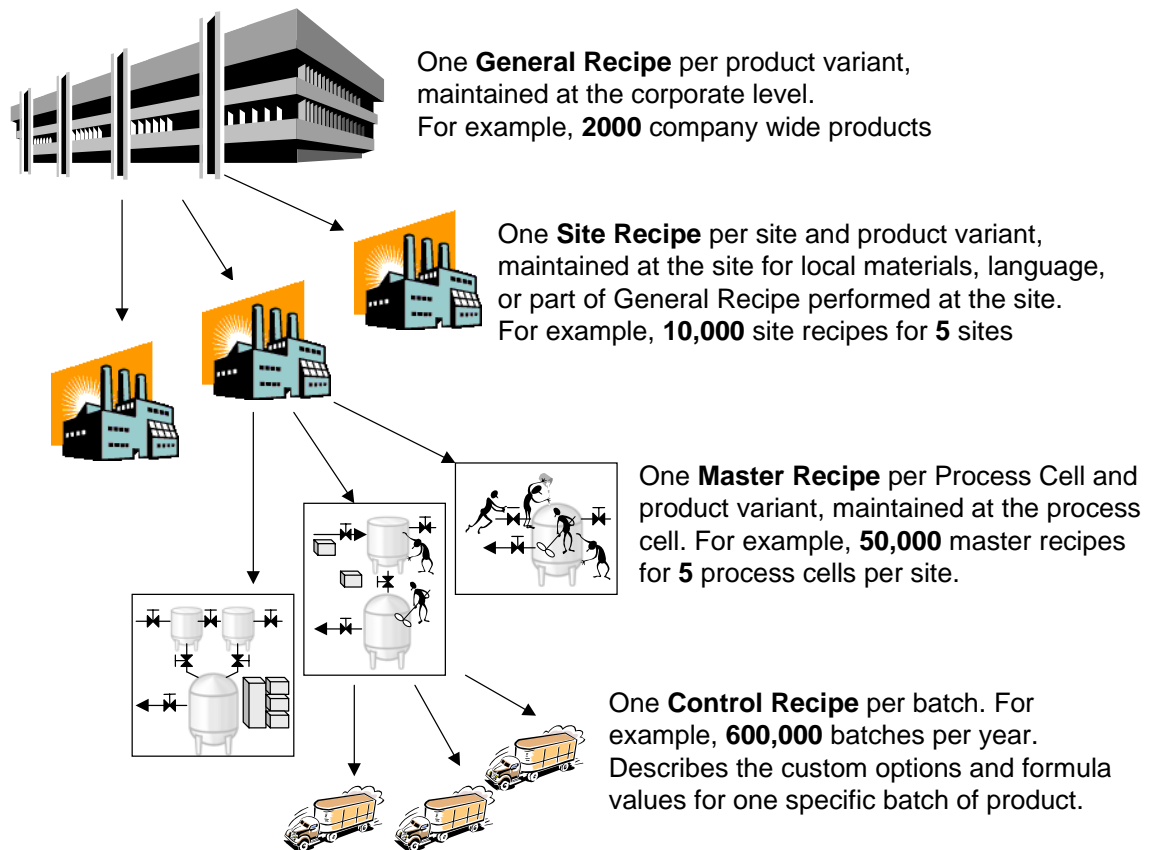 One General Recipe per product variant,
maintained at the corporate level.
For example, 2000 company wide products
One Site Recipe per site and product variant,
maintained at the site for local materials, language,
or part of General Recipe performed at the site.
For example, 10,000 site recipes for 5 sites
One Master Recipe per Process Cell and
product variant, maintained at the process
cell. For example, 50,000 master recipes
for 5 process cells per site.
One Control Recipe per batch. For
example, 600,000 batches per year.
Describes the custom options and formula
values for one specific batch of product.